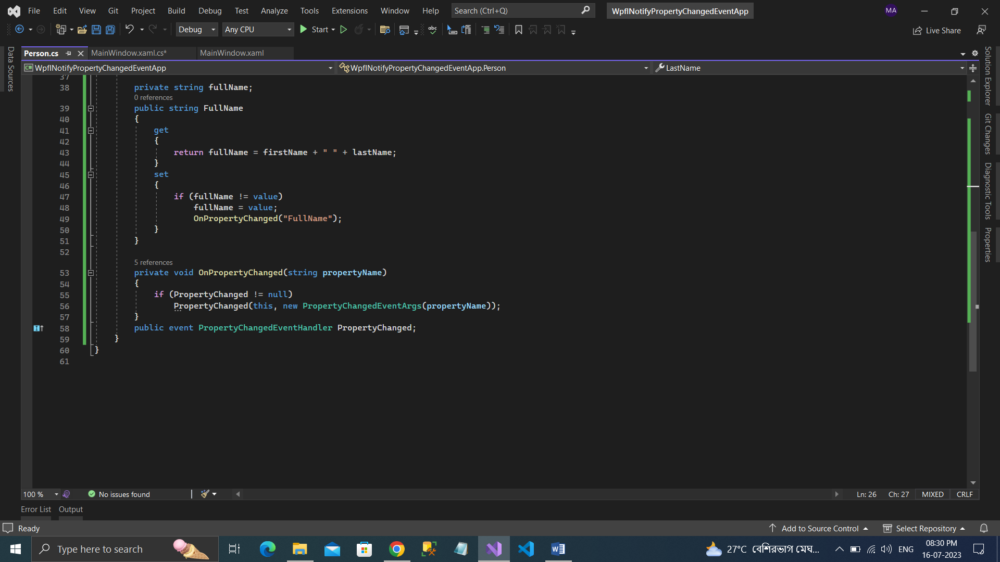 File Edit View Git Project Build Debug Test Analyze Tools Extensions Window Help Search (Ctrl+Q) WpfINotifyPropertyChangedEventApp MA
Debug Any CPU Start Live Share
Person.cs MainWindow.xaml.cs* MainWindow.xaml
WpfINotifyPropertyChangedEventApp WpfINotifyPropertyChangedEventApp.Person LastName
Data Sources
Solution Explorer
Git Changes
Diagnostic Tools
Properties
37
38 private string fullName;
0 references
39 public string FullName
40 {
41 get
42 {
43 return fullName = firstName + " " + lastName;
44 }
45 set
46 {
47 if (fullName != value)
48 fullName = value;
49 OnPropertyChanged("FullName");
50 }
51 }
52
5 references
53 private void OnPropertyChanged(string propertyName)
54 {
55 if (PropertyChanged != null)
56 PropertyChanged(this, new PropertyChangedEventArgs(propertyName));
57 }
58 public event PropertyChangedEventHandler PropertyChanged;
59 }
60 }
61
100 % No issues found Ln: 26 Ch: 27 MIXED CRLF
Error List Output
Ready Add to Source Control Select Repository
Type here to search 27°C বেশিরভাগ মেঘ... ENG 08:30 PM
16-07-2023